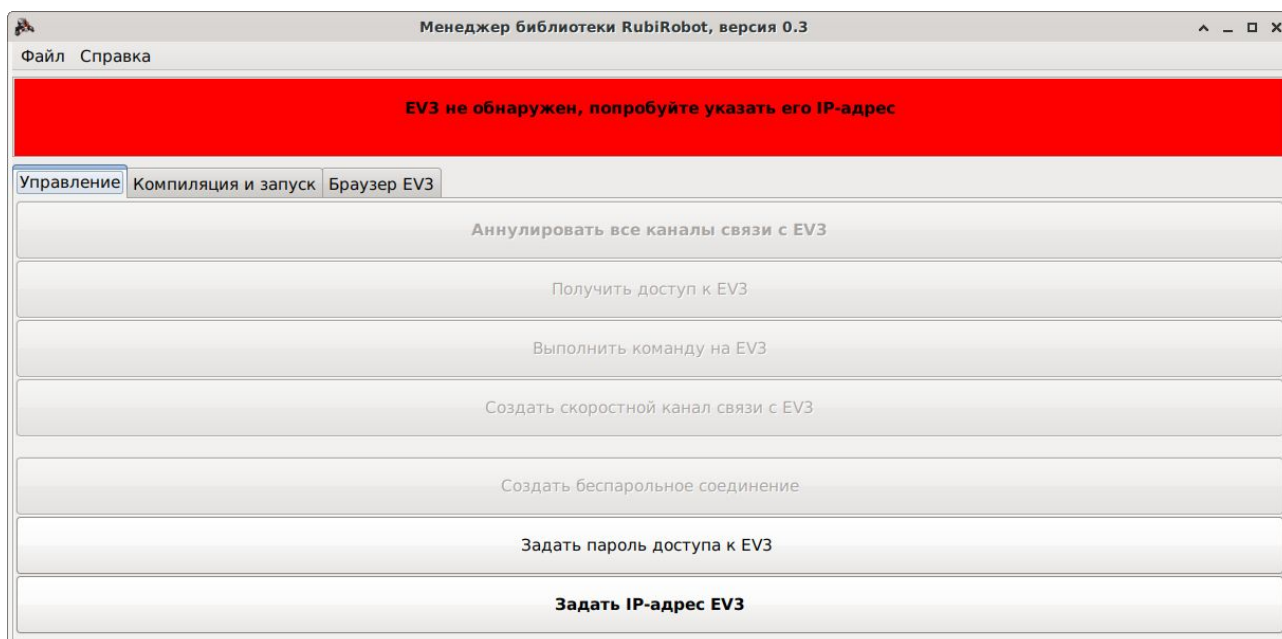 Менеджер библиотеки RubiRobot, версия 0.3
Файл Справка
EV3 не обнаружен, попробуйте указать его IP-адрес
Управление Компиляция и запуск Браузер EV3
Аннулировать все каналы связи с EV3
Получить доступ к EV3
Выполнить команду на EV3
Создать скоростной канал связи с EV3
Создать беспарольное соединение
Задать пароль доступа к EV3
Задать IP-адрес EV3